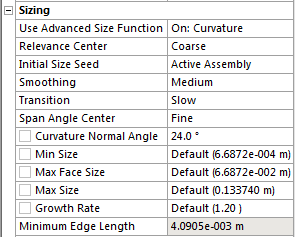 Sizing
Use Advanced Size Function On: Curvature
Relevance Center Coarse
Initial Size Seed Active Assembly
Smoothing Medium
Transition Slow
Span Angle Center Fine
Curvature Normal Angle 24.0 °
Min Size Default (6.6872e-004 m)
Max Face Size Default (6.6872e-002 m)
Max Size Default (0.133740 m)
Growth Rate Default (1.20 )
Minimum Edge Length 4.0905e-003 m